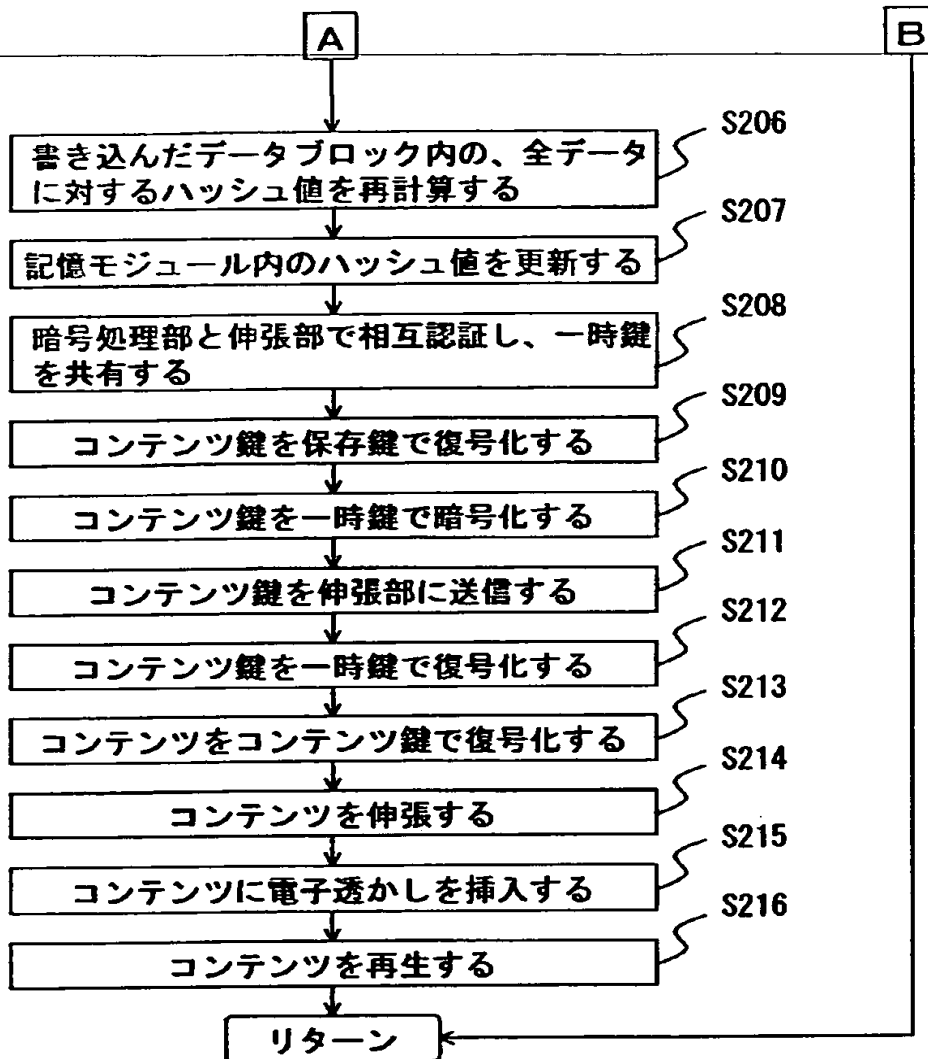 A
B
S206
書き込んだデータブロック内の、全データ
に対するハッシュ値を再計算する
S207
記憶モジュール内のハッシュ値を更新する
S208
暗号処理部と伸張部で相互認証し、一時鍵
を共有する
S209
コンテンツ鍵を保存鍵で復号化する
S210
コンテンツ鍵を一時鍵で暗号化する
S211
コンテンツ鍵を伸張部に送信する
S212
コンテンツ鍵を一時鍵で復号化する
S213
コンテンツをコンテンツ鍵で復号化する
S214
コンテンツを伸張する
S215
コンテンツに電子透かしを挿入する
S216
コンテンツを再生する
リターン